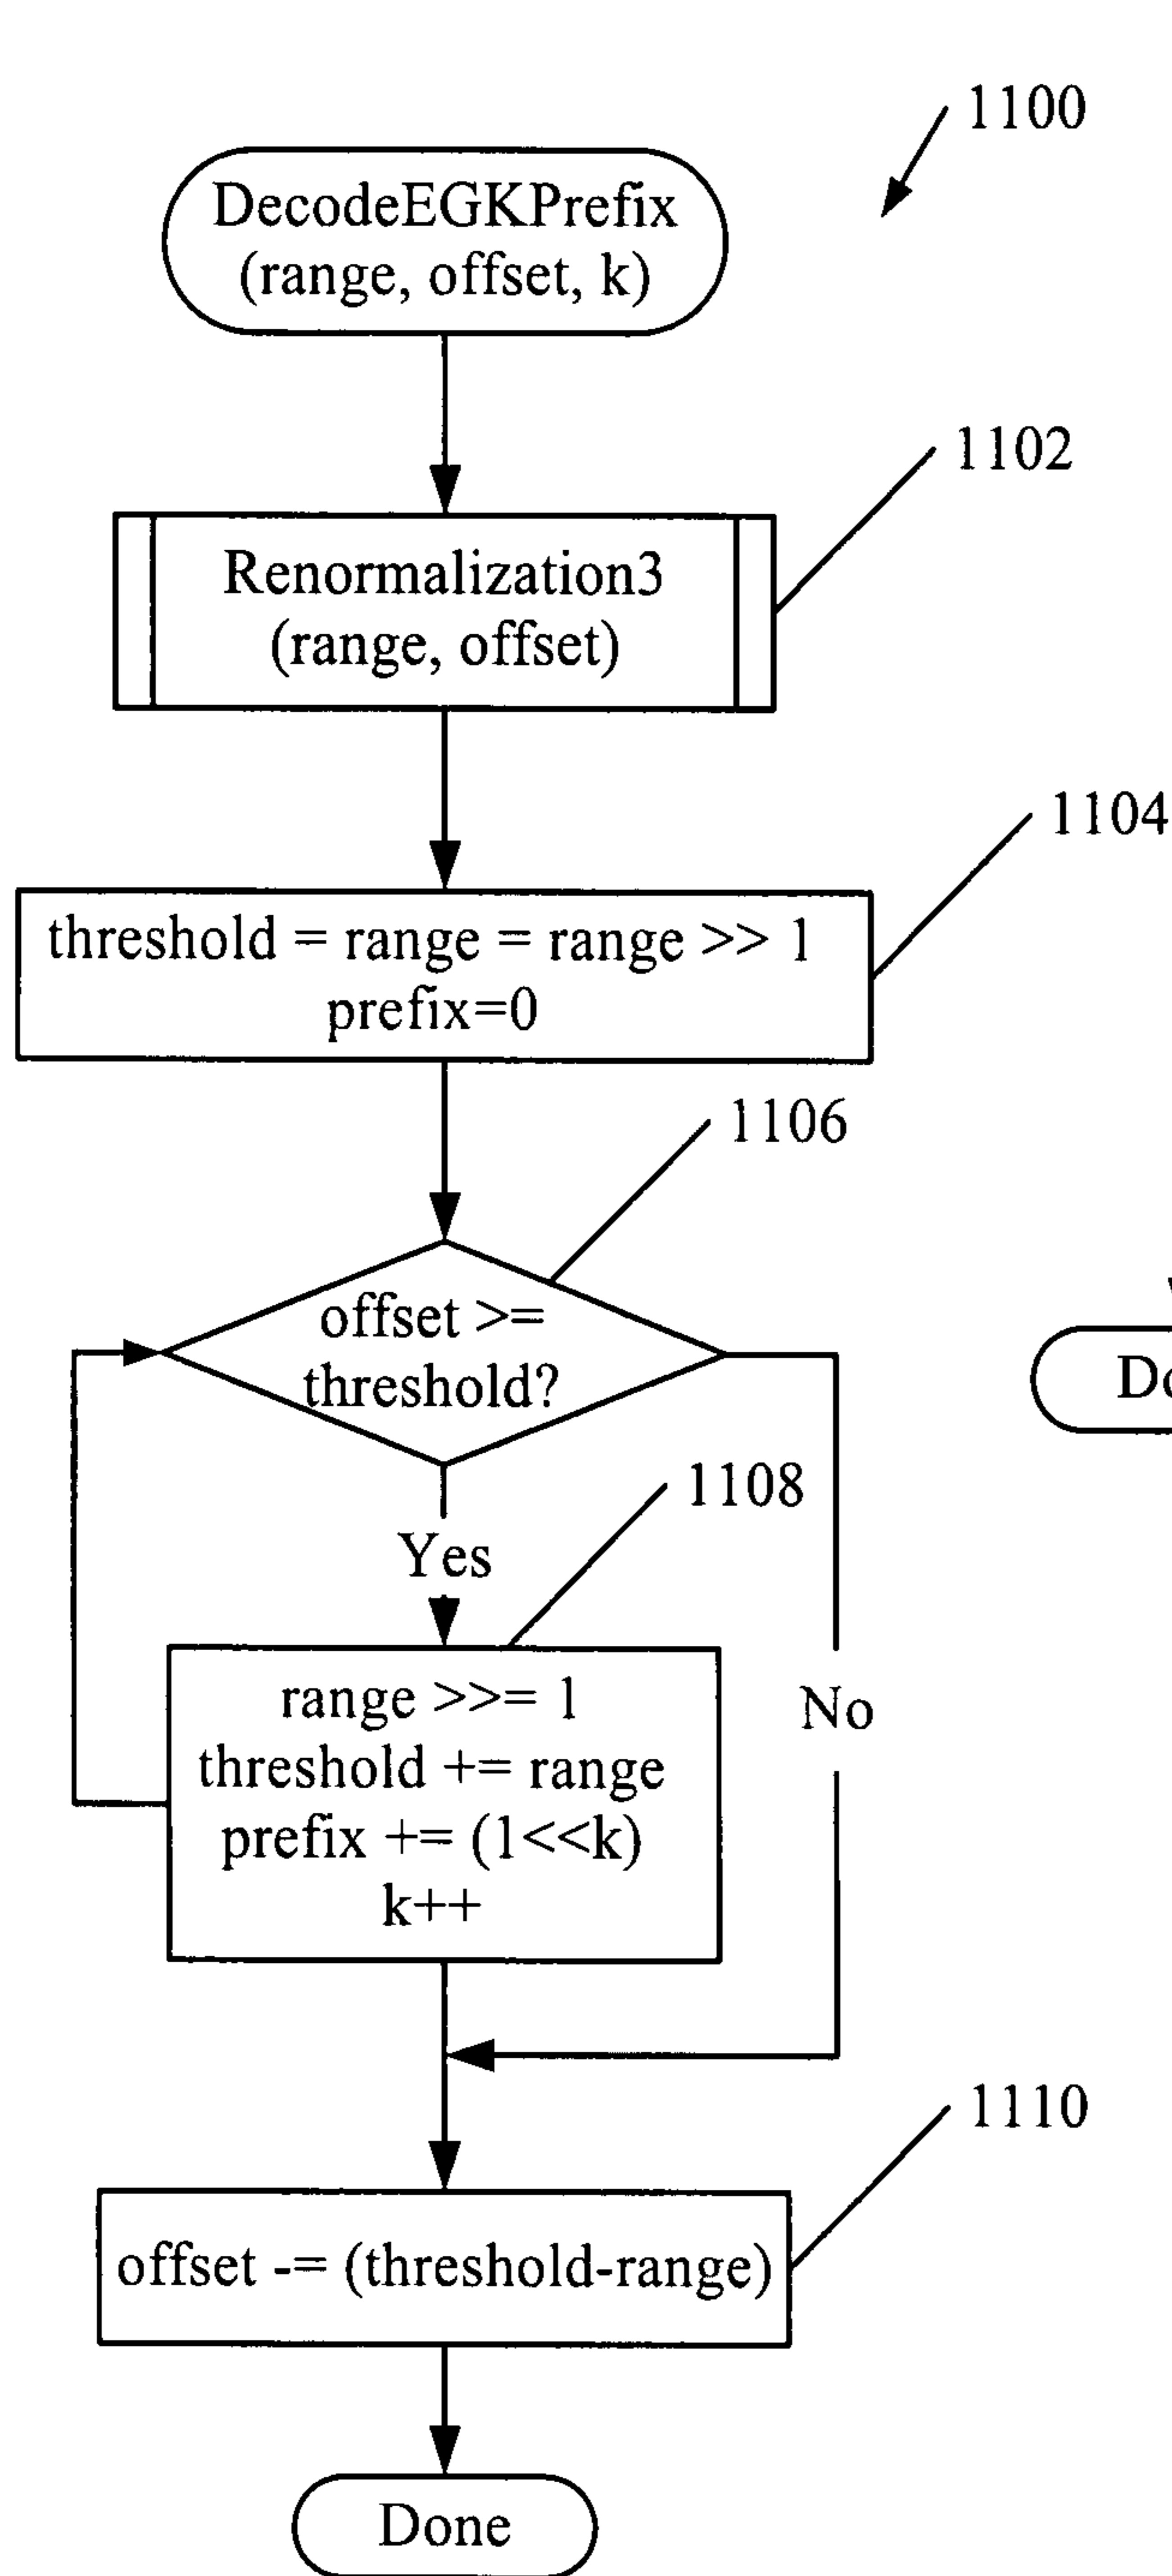 1100
DecodeEGKPrefix
(range, offset, k)
1102
Renormalization3
(range, offset)
1104
threshold = range = range >> 1
prefix=0
1106
offset >=
threshold?
1108
Yes
range >>= 1
threshold += range
prefix += (1<<k)
k++
No
1110
offset -= (threshold-range)
Done